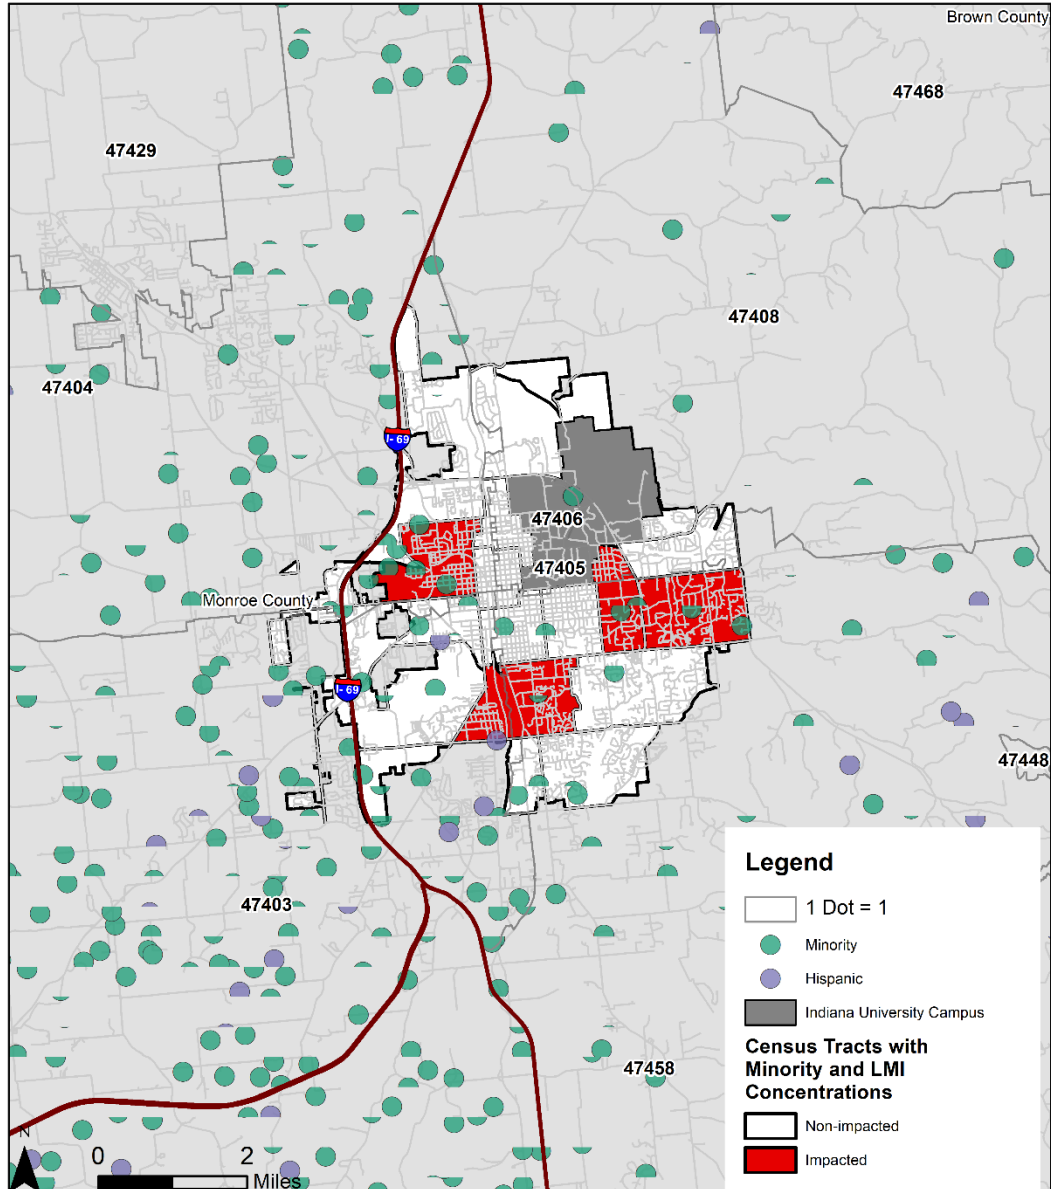 Brown County
47468
47429
47408
47404
I- 69
47406
47405
Monroe County
I- 69
47448
47403
47458
Legend
1 Dot = 1
Minority
Hispanic
Indiana University Campus
Census Tracts with
Minority and LMI
Concentrations
Non-impacted
Impacted
N
0 2
Miles